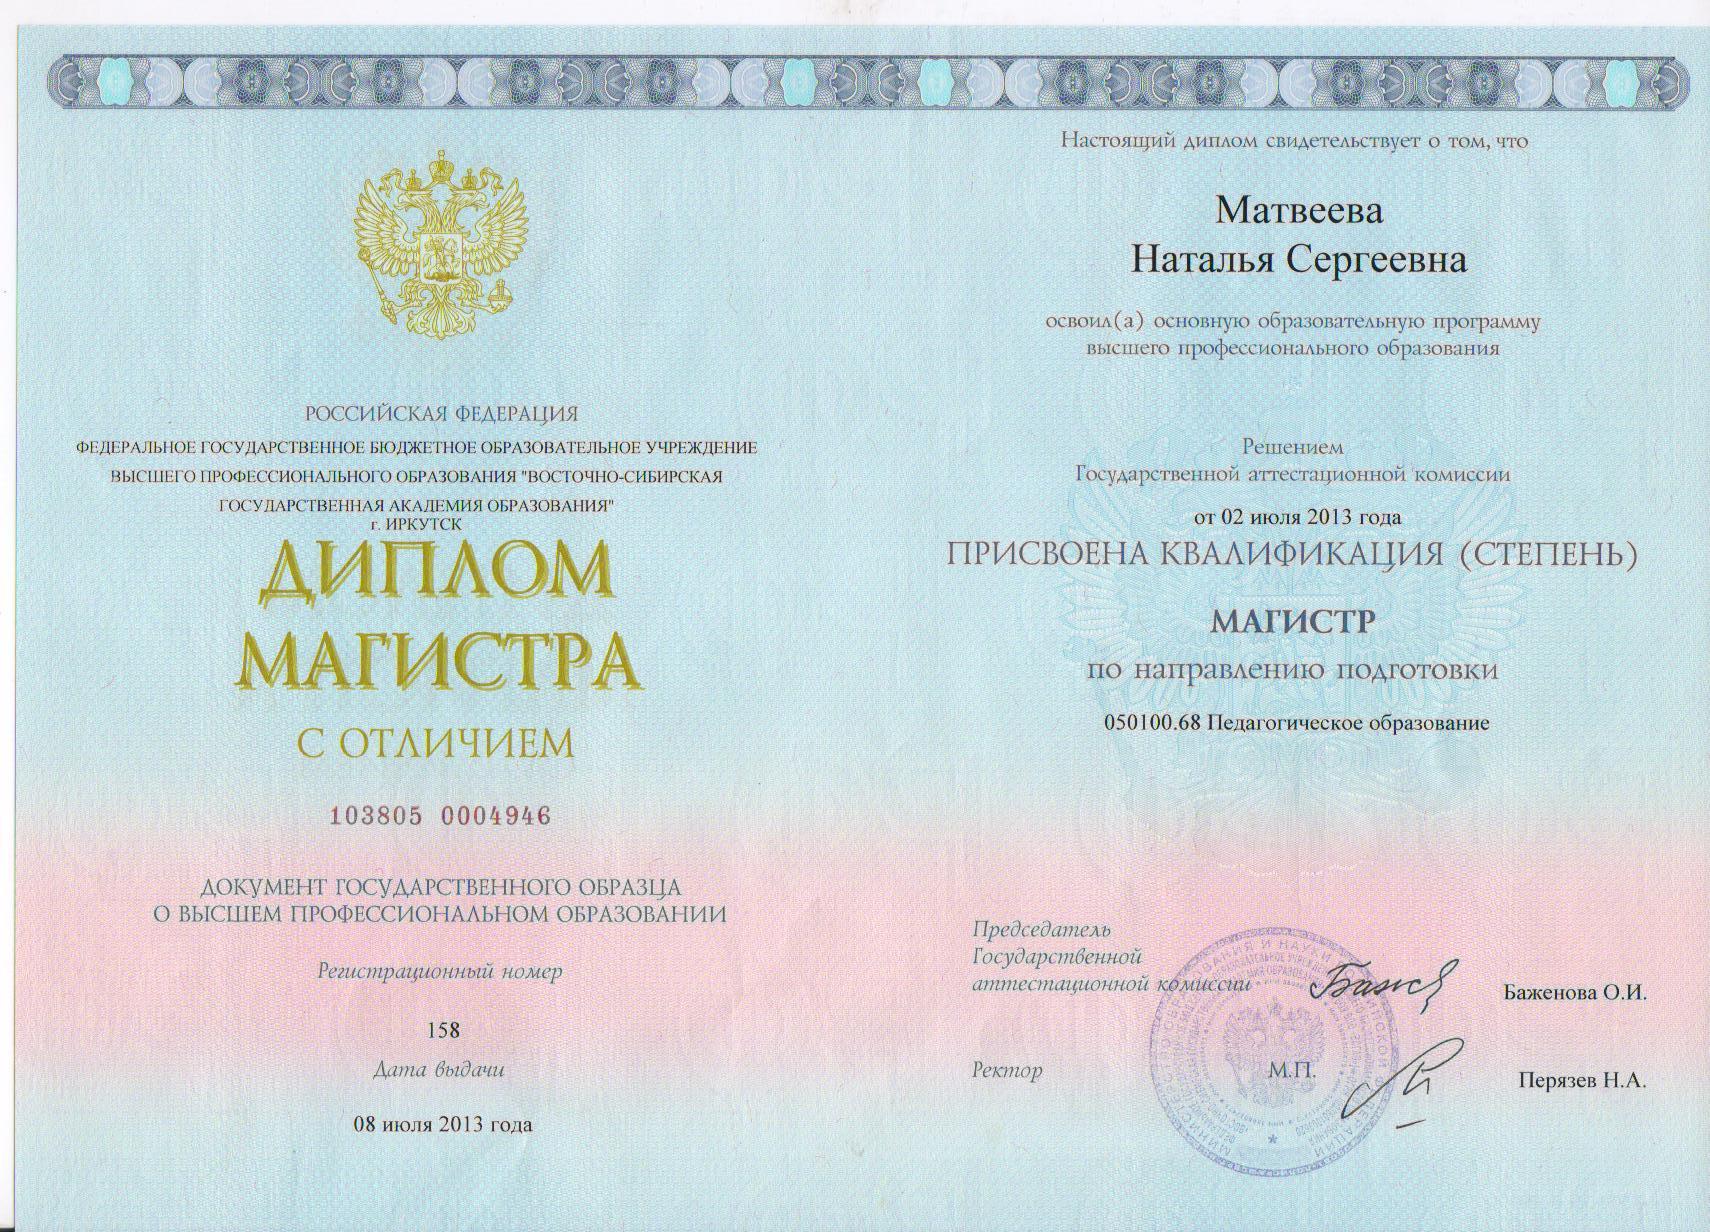 РОССИЙСКАЯ ФЕДЕРАЦИЯ
ФЕДЕРАЛЬНОЕ ГОСУДАРСТВЕННОЕ БЮДЖЕТНОЕ ОБРАЗОВАТЕЛЬНОЕ УЧРЕЖДЕНИЕ
ВЫСШЕГО ПРОФЕССИОНАЛЬНОГО ОБРАЗОВАНИЯ "ВОСТОЧНО-СИБИРСКАЯ
ГОСУДАРСТВЕННАЯ АКАДЕМИЯ ОБРАЗОВАНИЯ"
г. ИРКУТСК
ДИПЛОМ
МАГИСТРА
С ОТЛИЧИЕМ
103805 0004946
ДОКУМЕНТ ГОСУДАРСТВЕННОГО ОБРАЗЦА
О ВЫСШЕМ ПРОФЕССИОНАЛЬНОМ ОБРАЗОВАНИИ
Регистрационный номер
158
Дата выдачи
08 июля 2013 года
Настоящий диплом свидетельствует о том, что
Матвеева
Наталья Сергеевна
освоил(а) основную образовательную программу
высшего профессионального образования
Решением
Государственной аттестационной комиссии
от 02 июля 2013 года
ПРИСВОЕНА КВАЛИФИКАЦИЯ (СТЕПЕНЬ)
МАГИСТР
по направлению подготовки
050100.68 Педагогическое образование
Председатель
Государственной
аттестационной комиссии
Баженова О.И.
Ректор
М.П.
Перязев Н.А.